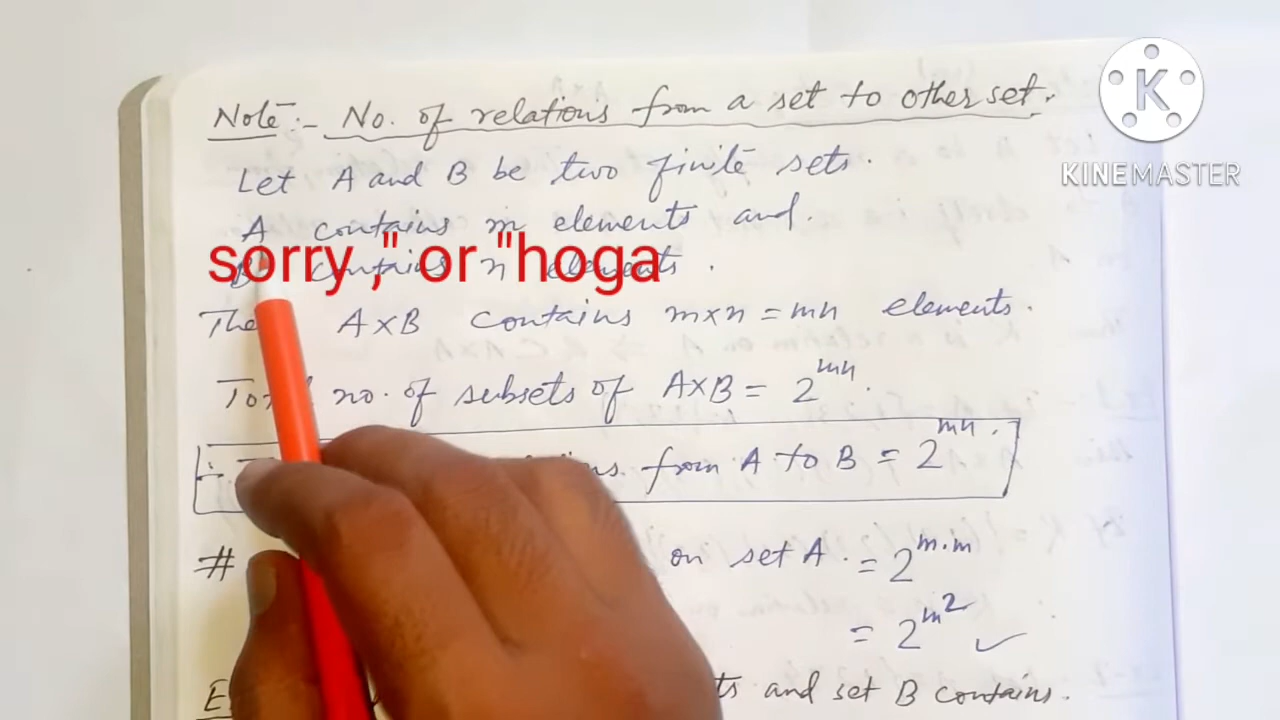 Note :- No. of relations from a set to other set.
Let A and B be two finite sets.
A contains m elements and.
sorry ," or "hoga
B contains n elements.
The A×B contains m×n = mn elements.
no. of subsets of A×B = 2^mn.
∴ from A to B = 2^mn.
# on set A. = 2^m.m
= 2^m² ✓
and set B contains.
K
KINEMASTER